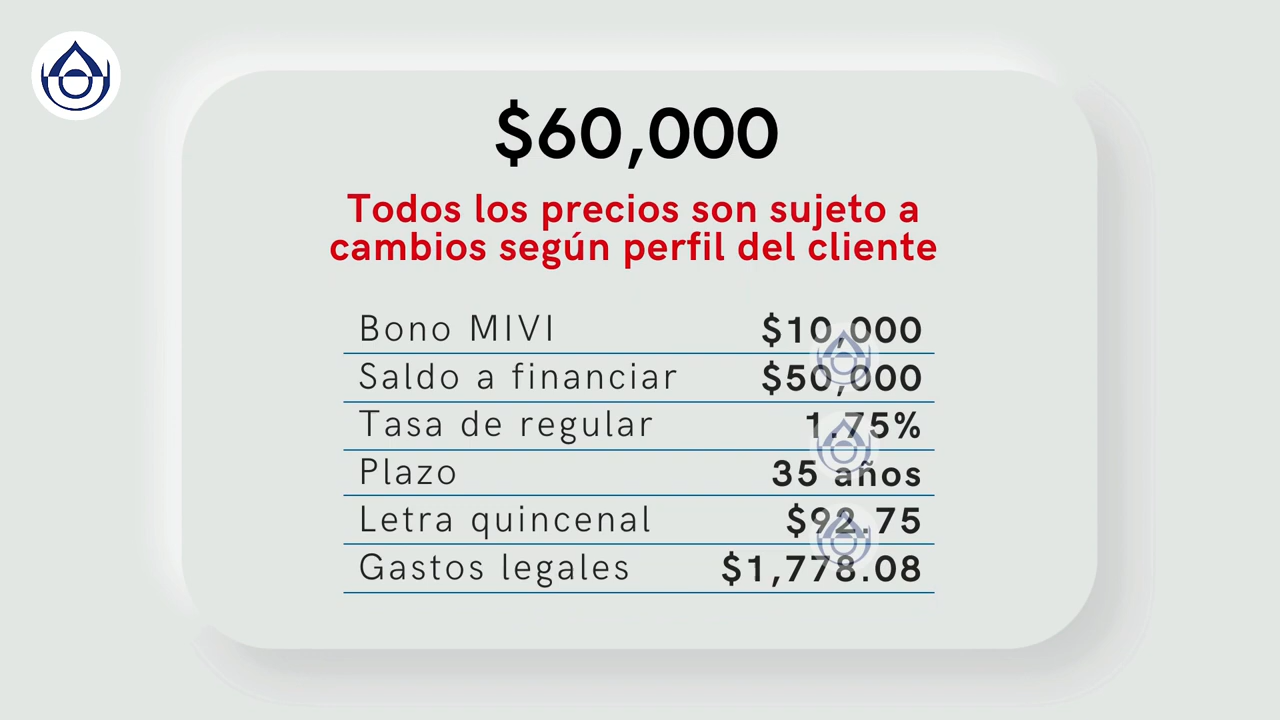 $60,000
Todos los precios son sujeto a
cambios según perfil del cliente
Bono MIVI $10,000
Saldo a financiar $50,000
Tasa de regular 1.75%
Plazo 35 años
Letra quincenal $92.75
Gastos legales $1,778.08